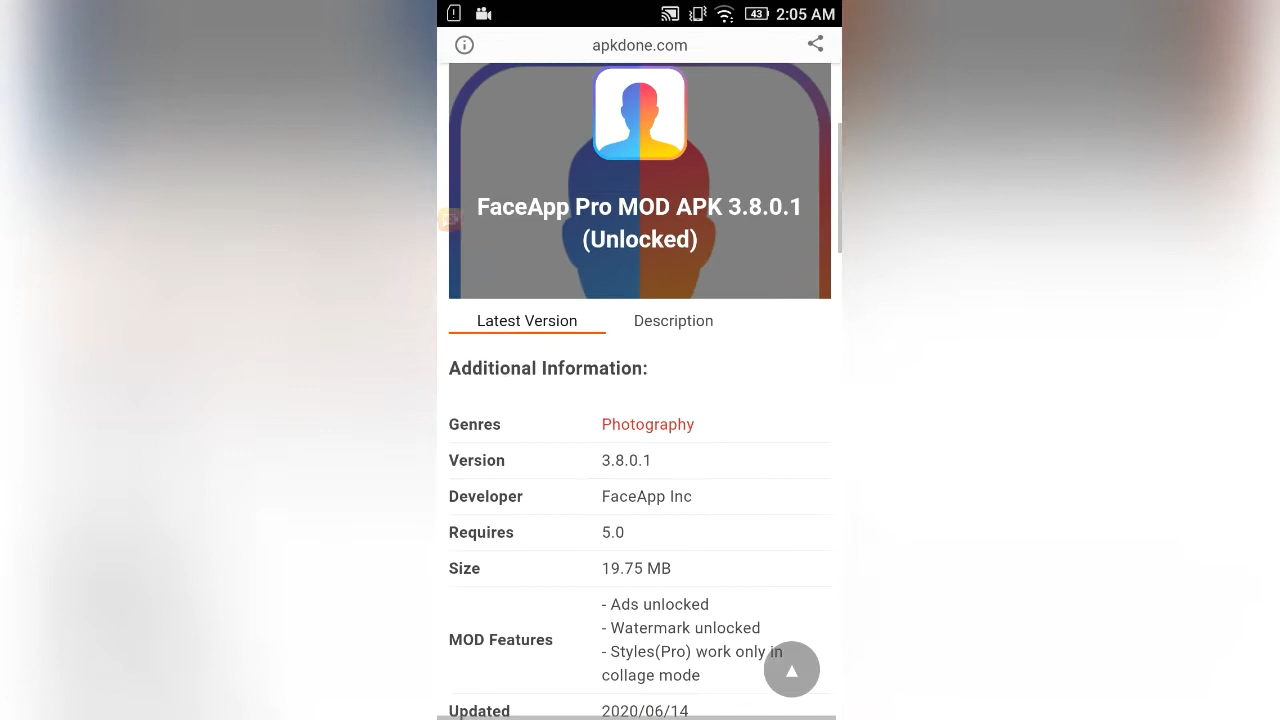 43 2:05 AM
apkdone.com
FaceApp Pro MOD APK 3.8.0.1
(Unlocked)
Latest Version Description
Additional Information:
Genres Photography
Version 3.8.0.1
Developer FaceApp Inc
Requires 5.0
Size 19.75 MB
MOD Features
- Ads unlocked
- Watermark unlocked
- Styles(Pro) work only in
collage mode
Updated 2020/06/14